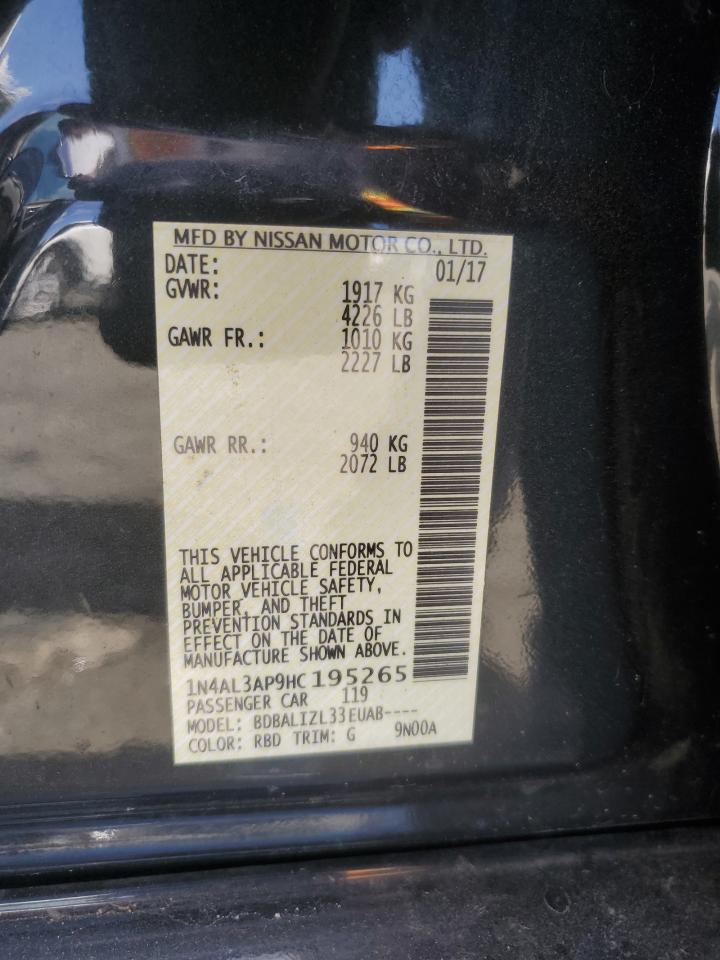 MFD BY NISSAN MOTOR CO., LTD.
DATE: 01/17
GVWR: 1917 KG
4226 LB
GAWR FR.: 1010 KG
2227 LB
GAWR RR.: 940 KG
2072 LB
THIS VEHICLE CONFORMS TO
ALL APPLICABLE FEDERAL
MOTOR VEHICLE SAFETY,
BUMPER, AND THEFT
PREVENTION STANDARDS IN
EFFECT ON THE DATE OF
MANUFACTURE SHOWN ABOVE.
1N4AL3AP9HC195265
PASSENGER CAR 119
MODEL: BDBALIZL33EUAB----
COLOR: RBD TRIM: G 9N00A